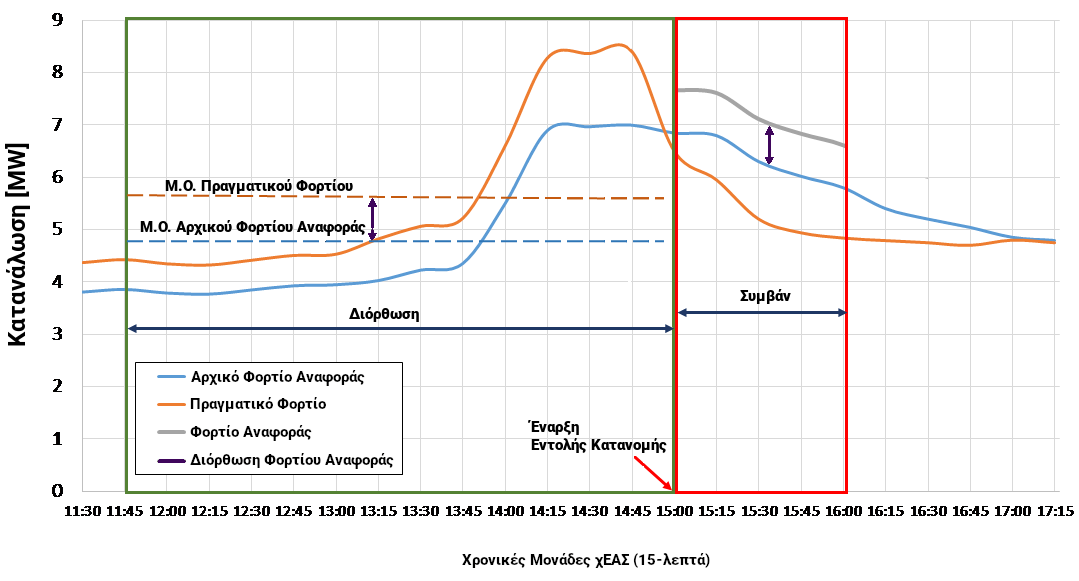 Κατανάλωση [MW]
9
8
7
6
5
4
3
2
1
0
Μ.Ο. Πραγματικού Φορτίου
Μ.Ο. Αρχικού Φορτίου Αναφοράς
Διόρθωση
Συμβάν
Αρχικό Φορτίο Αναφοράς
Πραγματικό Φορτίο
Φορτίο Αναφοράς
Διόρθωση Φορτίου Αναφοράς
Έναρξη
Εντολής Κατανομής
11:30 11:45 12:00 12:15 12:30 12:45 13:00 13:15 13:30 13:45 14:00 14:15 14:30 14:45 15:00 15:15 15:30 15:45 16:00 16:15 16:30 16:45 17:00 17:15
Χρονικές Μονάδες χΕΑΣ (15-λεπτά)